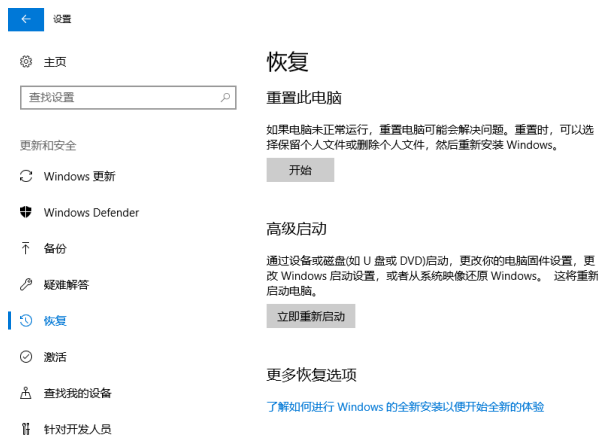 设置
主页
查找设置
更新和安全
Windows 更新
Windows Defender
备份
疑难解答
恢复
激活
查找我的设备
针对开发人员
恢复
重置此电脑
如果电脑未正常运行，重置电脑可能会解决问题。重置时，可以选
择保留个人文件或删除个人文件，然后重新安装 Windows。
开始
高级启动
通过设备或磁盘(如 U 盘或 DVD)启动，更改你的电脑固件设置，更
改 Windows 启动设置，或者从系统映像还原 Windows。 这将重新
启动电脑。
立即重新启动
更多恢复选项
了解如何进行 Windows 的全新安装以便开始全新的体验